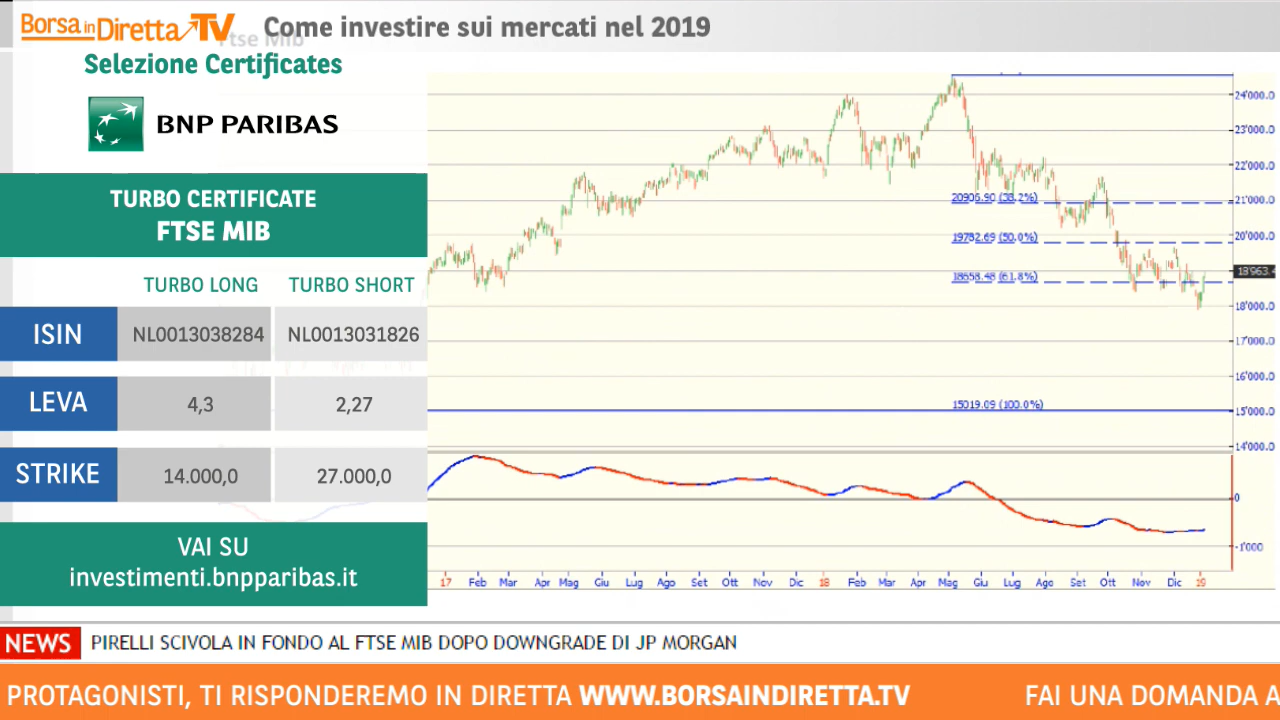 Borsa in Diretta TV
Come investire sui mercati nel 2019
Ftse Mib
Selezione Certificates
BNP PARIBAS
TURBO CERTIFICATE
FTSE MIB
TURBO LONG TURBO SHORT
ISIN NL0013038284 NL0013031826
LEVA 4,3 2,27
STRIKE 14.000,0 27.000,0
VAI SU
investimenti.bnpparibas.it
24'000.0
23'000.0
22'000.0
20906.90 (38.2%)
21'000.0
19782.69 (50.0%)
20'000.0
18658.48 (61.8%)
18'963.4
18'000.0
17'000.0
16'000.0
15019.09 (100.0%)
15'000.0
14'000.0
0
-1'000
17 Feb Mar Apr Mag Giu Lug Ago Set Ott Nov Dic 18 Feb Mar Apr Mag Giu Lug Ago Set Ott Nov Dic 19
NEWS PIRELLI SCIVOLA IN FONDO AL FTSE MIB DOPO DOWNGRADE DI JP MORGAN
PROTAGONISTI, TI RISPONDEREMO IN DIRETTA WWW.BORSAINDIRETTA.TV FAI UNA DOMANDA A